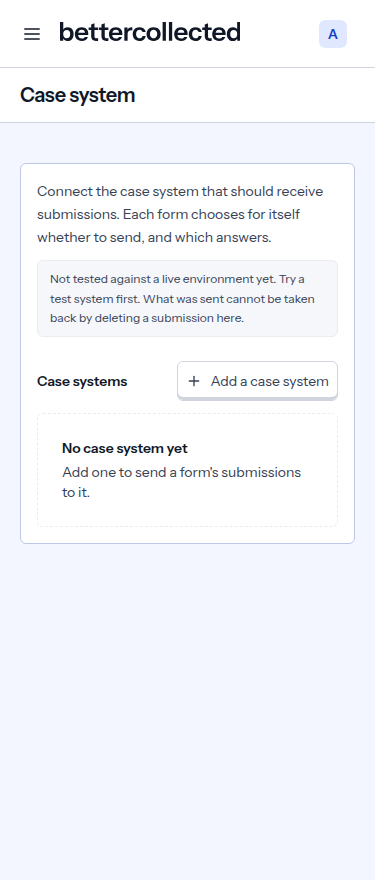 bettercollected
A
Case system
Connect the case system that should receive
submissions. Each form chooses for itself
whether to send, and which answers.
Not tested against a live environment yet. Try a
test system first. What was sent cannot be taken
back by deleting a submission here.
Case systems
Add a case system
No case system yet
Add one to send a form's submissions
to it.